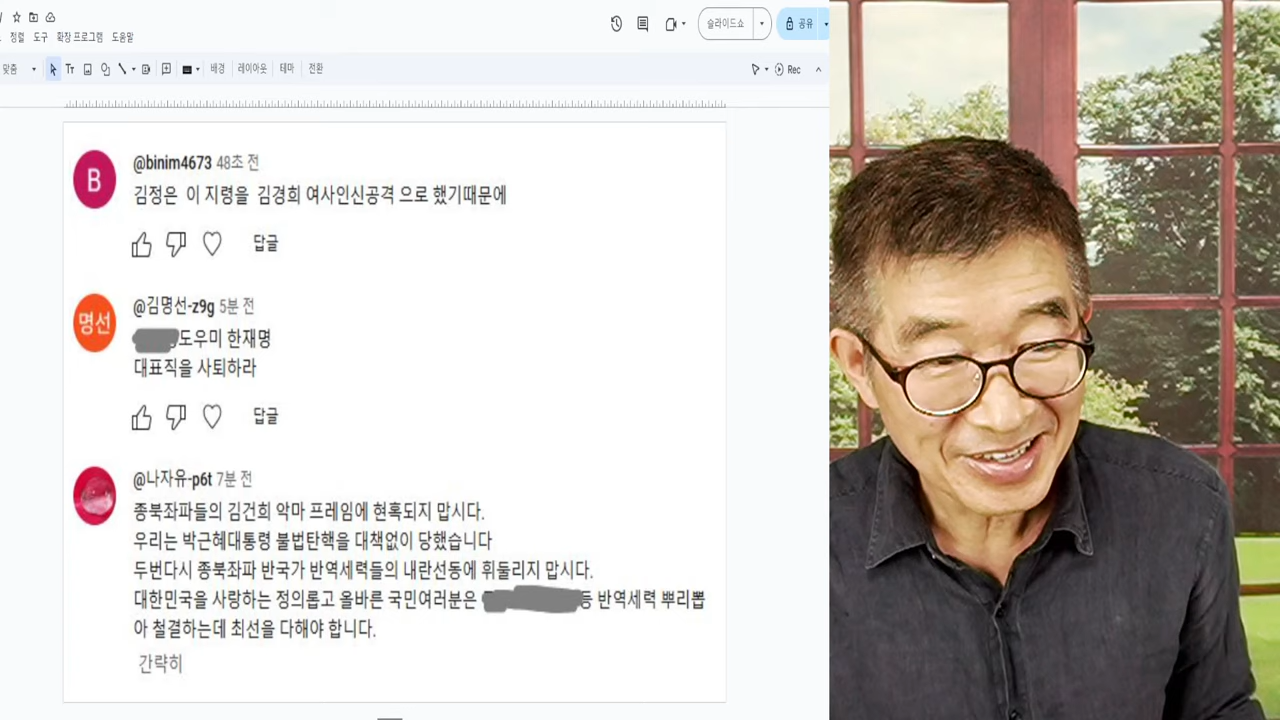 정렬 도구 확장 프로그램 도움말
슬라이드쇼
공유
맞춤
Tr
배경 레이아웃 테마 전환
Rec
B
@binim4673 48초 전
김정은 이 지령을 김경희 여사인신공격 으로 했기때문에
답글
명선
@김명선-z9g 5분 전
도우미 한재명
대표직을 사퇴하라
답글
@나자유-p6t 7분 전
종북좌파들의 김건희 악마 프레임에 현혹되지 맙시다.
우리는 박근혜대통령 불법탄핵을 대책없이 당했습니다
두번다시 종북좌파 반국가 반역세력들의 내란선동에 휘둘리지 맙시다.
대한민국을 사랑하는 정의롭고 올바른 국민여러분은 등 반역세력 뿌리뽑
아 철결하는데 최선을 다해야 합니다.
간략히